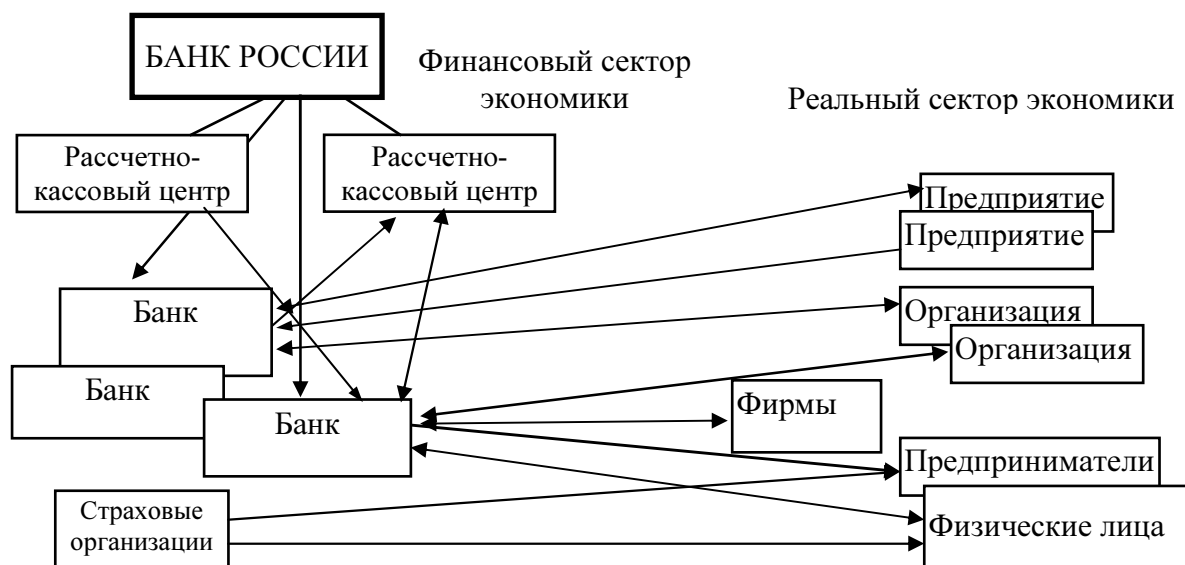 БАНК РОССИИ
Финансовый сектор
экономики
Реальный сектор экономики
Рассчетно-
кассовый центр
Рассчетно-
кассовый центр
Предприятие
Предприятие
Банк
Организация
Организация
Банк
Банк
Фирмы
Предприниматели
Страховые
организации
Физические лица